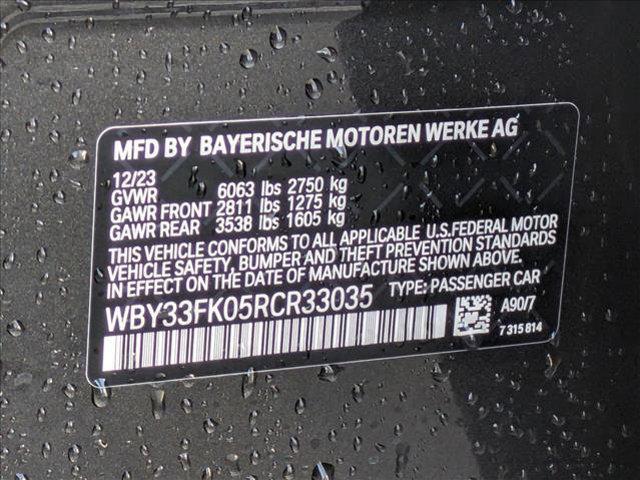 MFD BY BAYERISCHE MOTOREN WERKE AG
12/23
GVWR 6063 lbs 2750 kg
GAWR FRONT 2811 lbs 1275 kg
GAWR REAR 3538 lbs 1605 kg
THIS VEHICLE CONFORMS TO ALL APPLICABLE U.S.FEDERAL MOTOR
VEHICLE SAFETY, BUMPER AND THEFT PREVENTION STANDARDS
IN EFFECT ON THE DATE OF MANUFACTURE SHOWN ABOVE.
WBY33FK05RCR33035 TYPE: PASSENGER CAR
A90/7
7 315 814